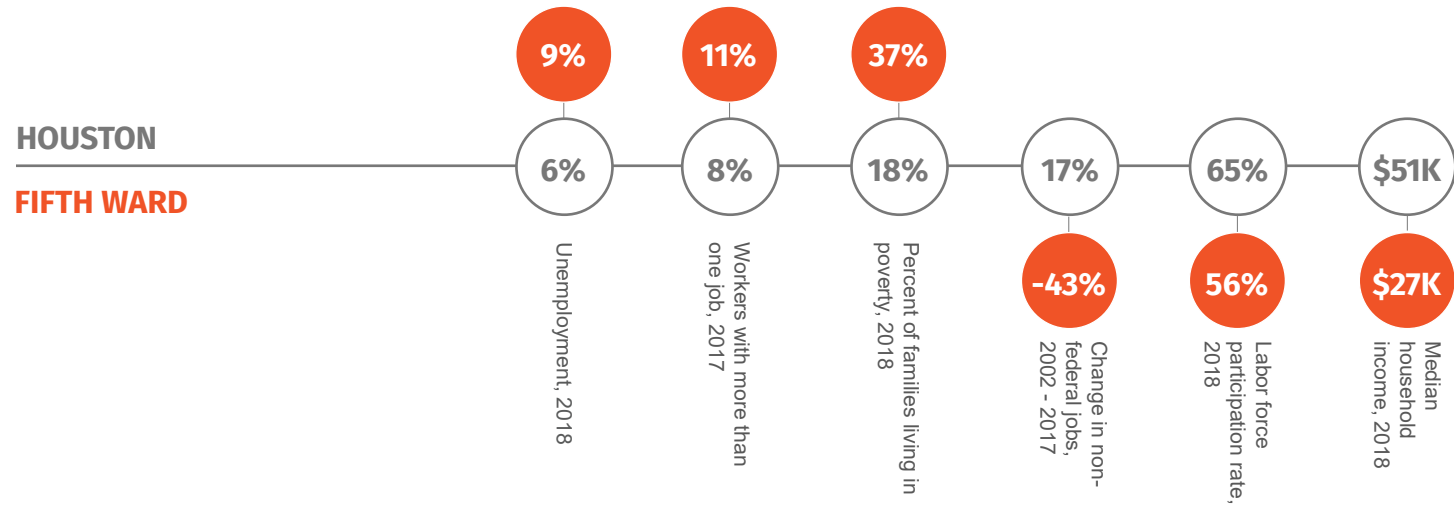 9%
11%
37%
HOUSTON
6%
8%
18%
17%
65%
$51K
FIFTH WARD
-43%
56%
$27K
Unemployment, 2018
Workers with more than
one job, 2017
Percent of families living in
poverty, 2018
Change in non-
federal jobs,
2002 - 2017
Labor force
participation rate,
2018
Median
household
income, 2018